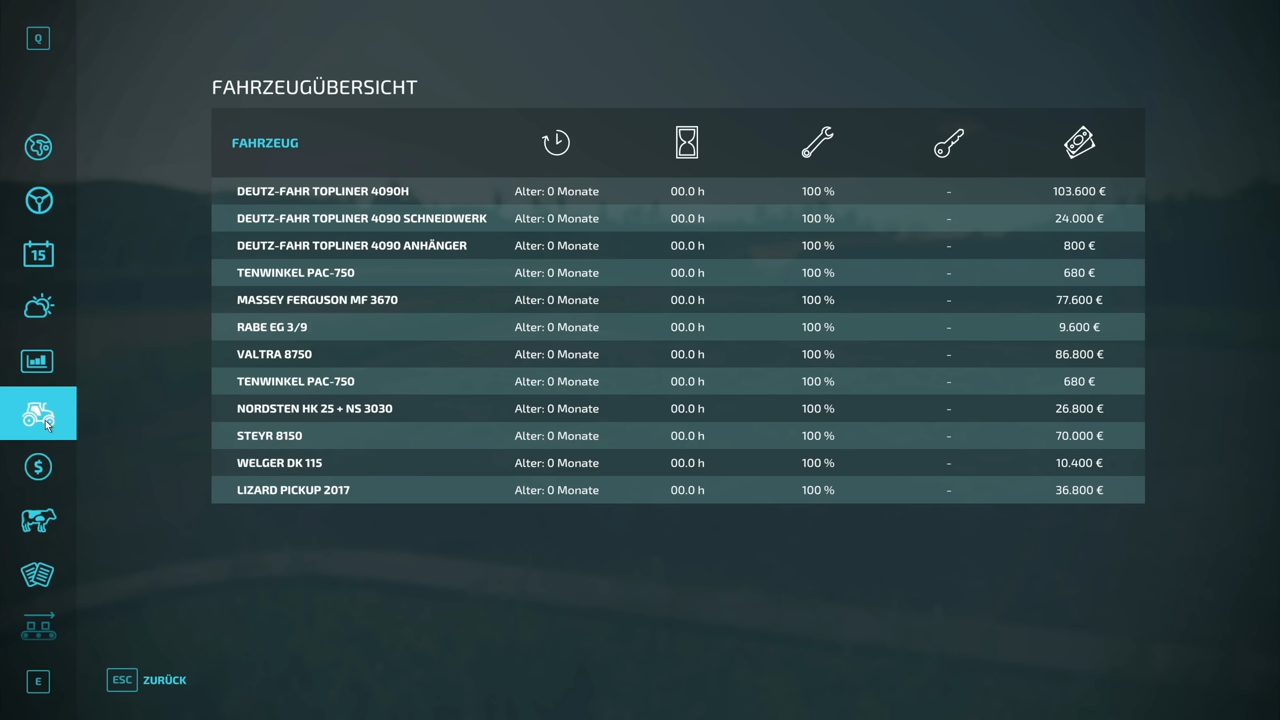 Q
FAHRZEUGÜBERSICHT
FAHRZEUG
DEUTZ-FAHR TOPLINER 4090H Alter: 0 Monate 00.0 h 100 % - 103.600 €
DEUTZ-FAHR TOPLINER 4090 SCHNEIDWERK Alter: 0 Monate 00.0 h 100 % - 24.000 €
DEUTZ-FAHR TOPLINER 4090 ANHÄNGER Alter: 0 Monate 00.0 h 100 % - 800 €
TENWINKEL PAC-750 Alter: 0 Monate 00.0 h 100 % - 680 €
MASSEY FERGUSON MF 3670 Alter: 0 Monate 00.0 h 100 % - 77.600 €
RABE EG 3/9 Alter: 0 Monate 00.0 h 100 % - 9.600 €
VALTRA 8750 Alter: 0 Monate 00.0 h 100 % - 86.800 €
TENWINKEL PAC-750 Alter: 0 Monate 00.0 h 100 % - 680 €
NORDSTEN HK 25 + NS 3030 Alter: 0 Monate 00.0 h 100 % - 26.800 €
STEYR 8150 Alter: 0 Monate 00.0 h 100 % - 70.000 €
WELGER DK 115 Alter: 0 Monate 00.0 h 100 % - 10.400 €
LIZARD PICKUP 2017 Alter: 0 Monate 00.0 h 100 % - 36.800 €
15
$
E
ESC ZURÜCK